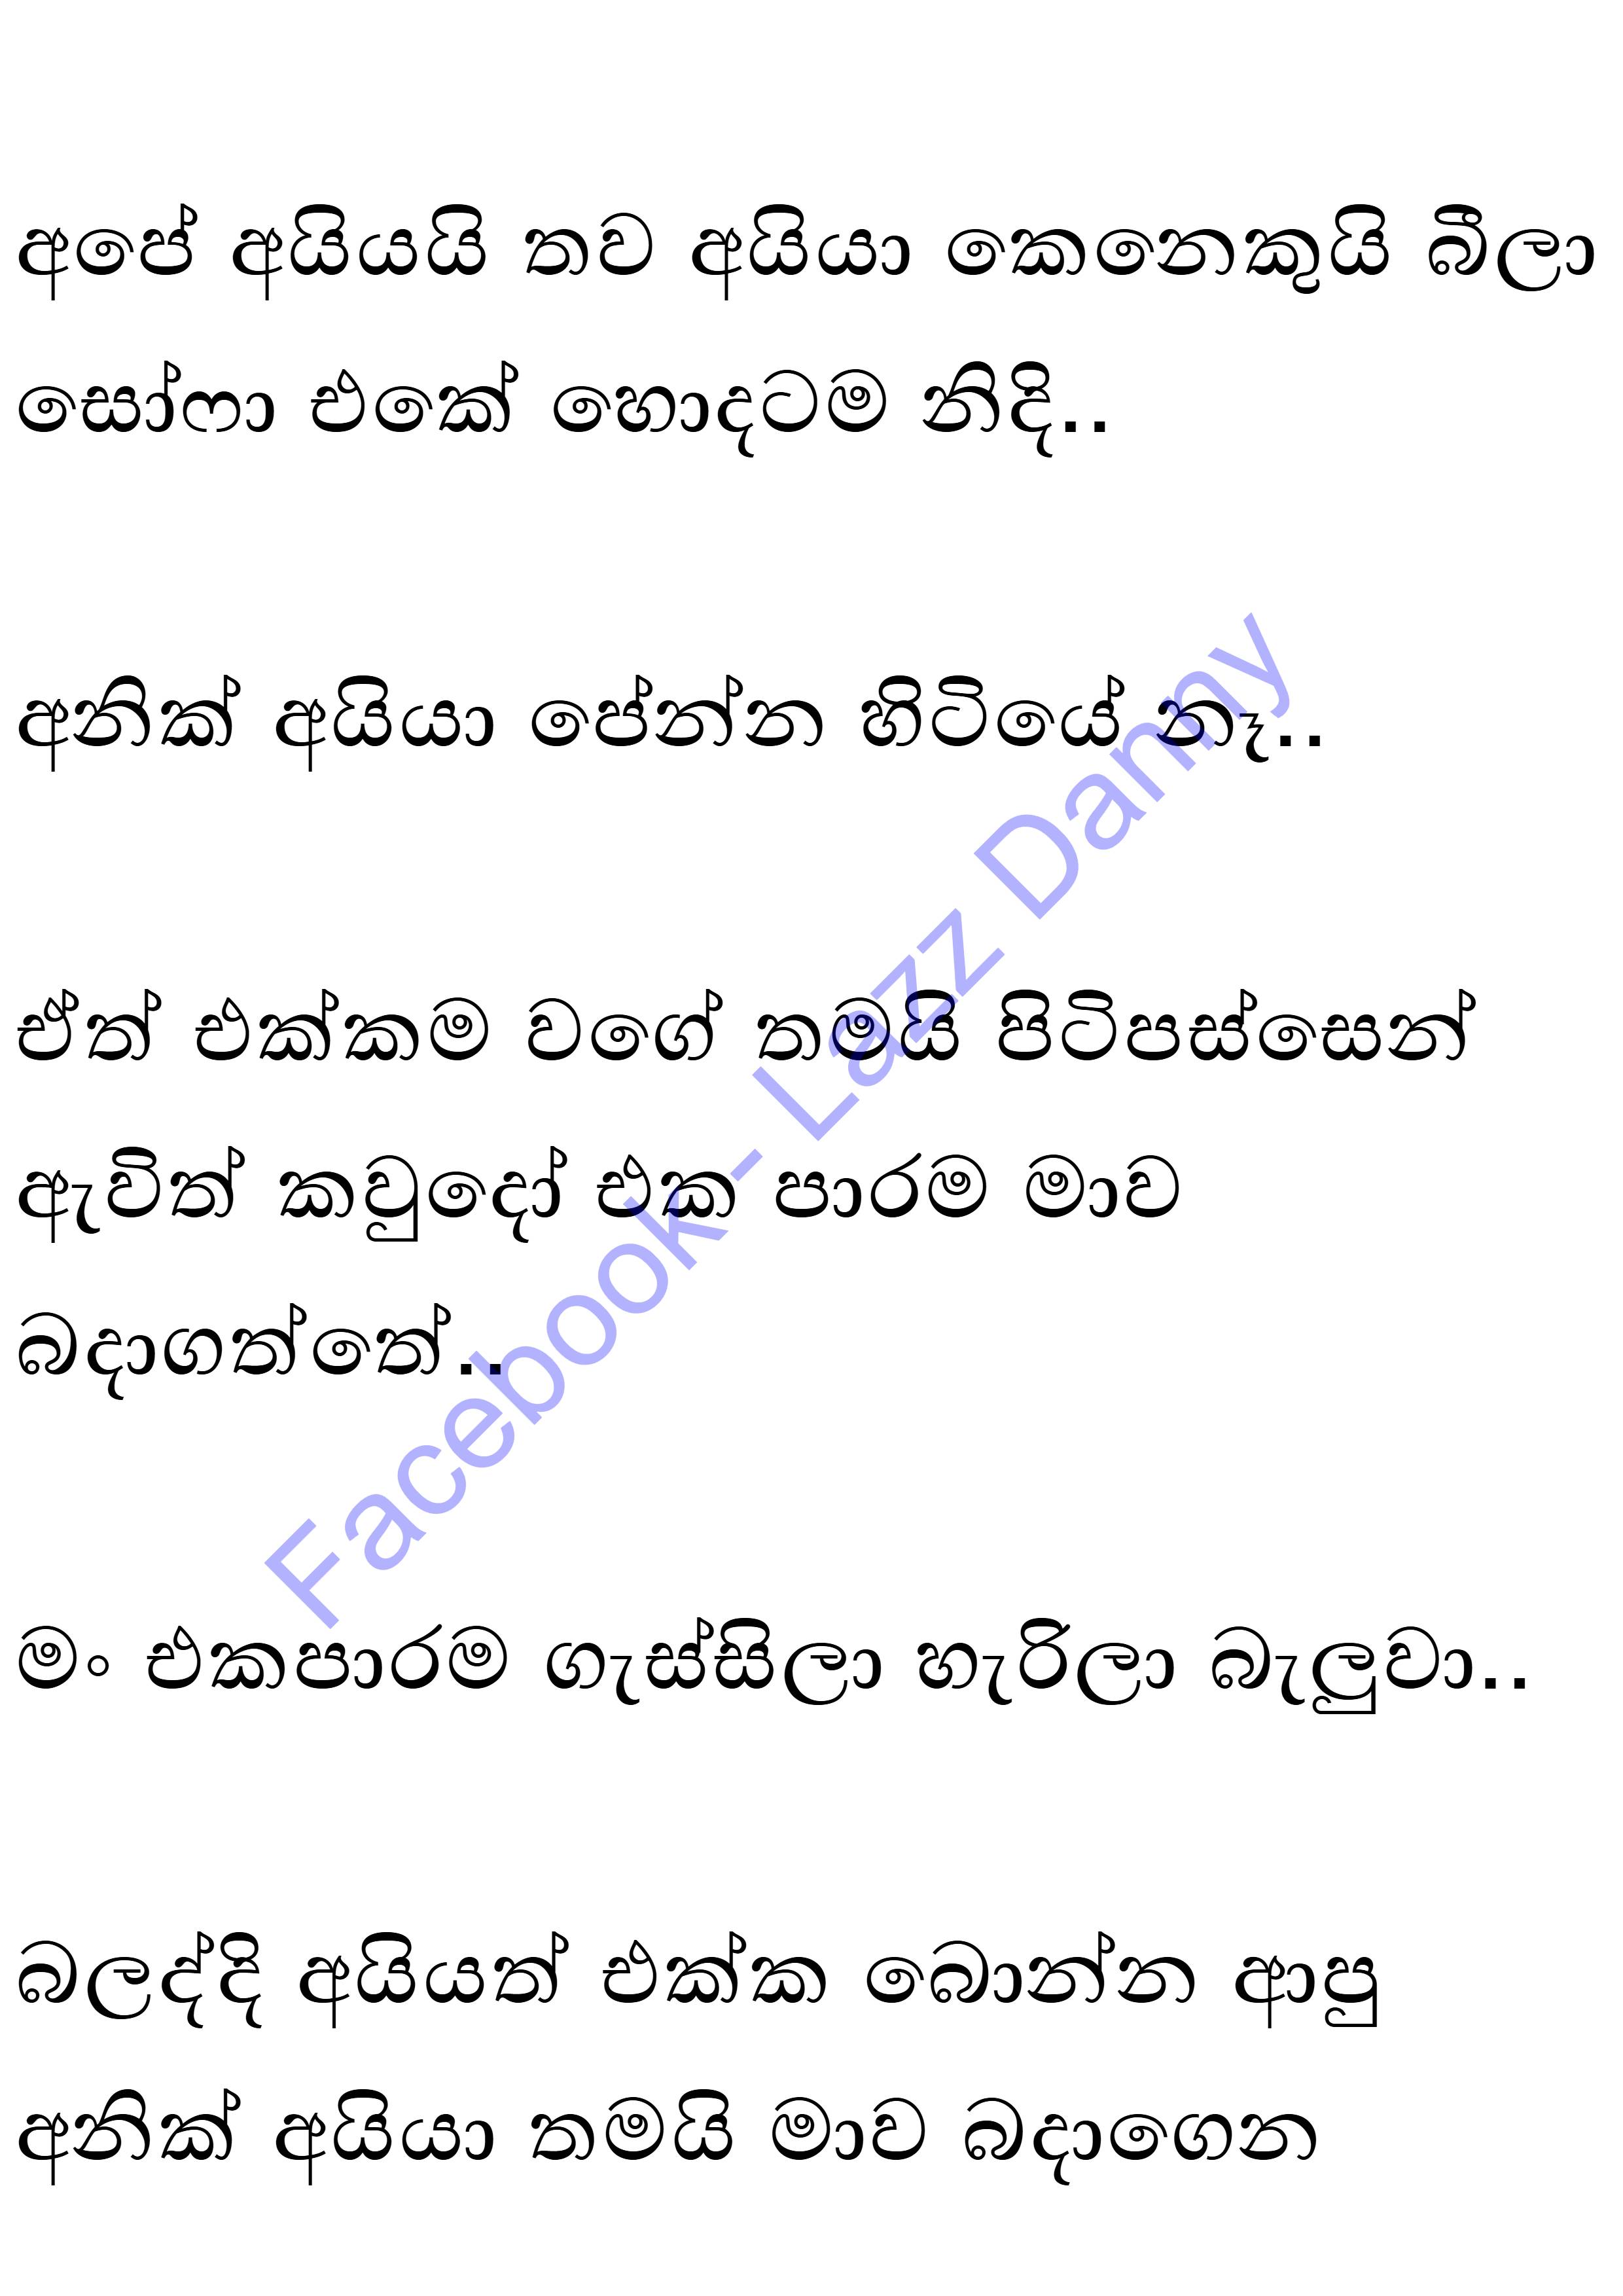 අපේ අයියයි තව අයියා කෙනෙකුයි බීලා
සෝෆා එකේ හොදටම නිදි..
අනික් අයියා පේන්න හිටියේ නෑ..
ඒත් එක්කම වගේ තමයි පිටිපස්සෙන්
ඇවිත් කවුදෝ එක පාරම මාව
බදාගත්තේ..
මං එකපාරම ගැස්සිලා හැරිලා බැලුවා..
බලද්දි අයියත් එක්ක බොන්න ආපු
අනික් අයියා තමයි මාව බදාගෙන
Facebook- Lazz Danny